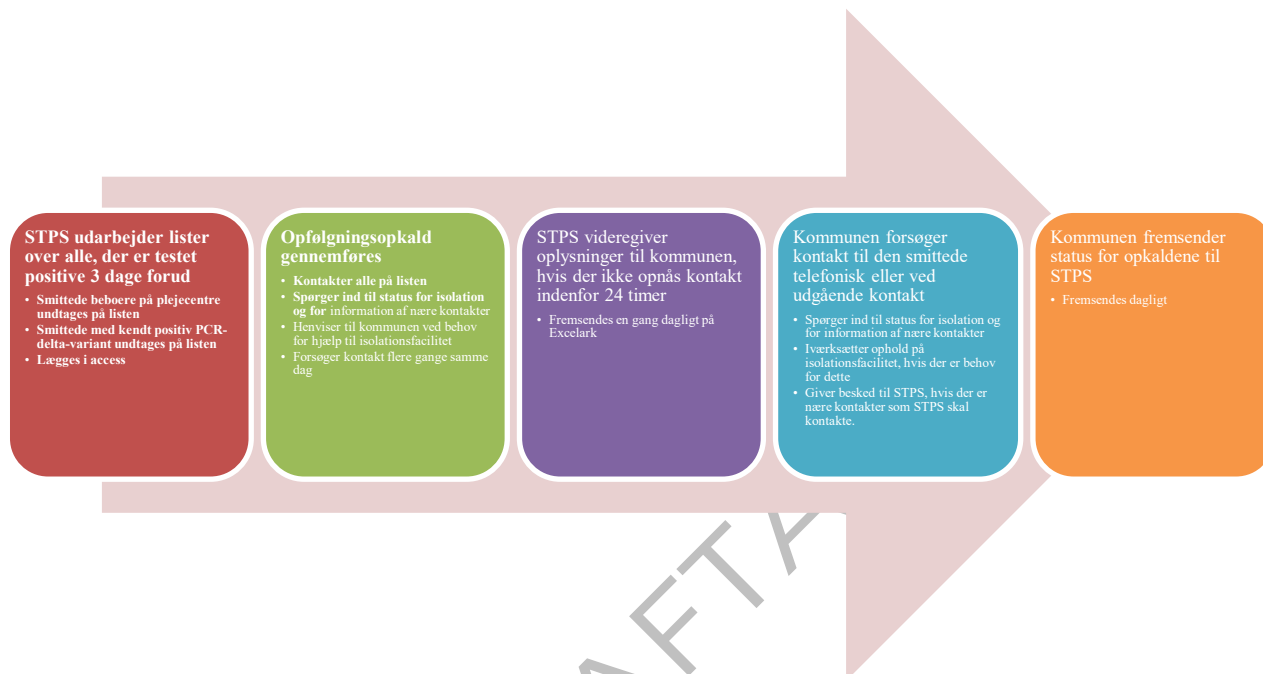 STPS udarbejder lister
over alle, der er testet
positive 3 dage forud
• Smittede beboere på plejecentre
undtages på listen
• Smittede med kendt positiv PCR-
delta-variant undtages på listen
• Lægges i access
Opfølgningsopkald
gennemføres
• Kontakter alle på listen
• Spørger ind til status for isolation
og for information af nære kontakter
• Henviser til kommunen ved behov
for hjælp til isolationsfacilitet
• Forsøger kontakt flere gange samme
dag
STPS videregiver
oplysninger til kommunen,
hvis der ikke opnås kontakt
indenfor 24 timer
• Fremsendes en gang dagligt på
Excelark
Kommunen forsøger
kontakt til den smittede
telefonisk eller ved
udgående kontakt
• Spørger ind til status for isolation og
for information af nære kontakter
• Iværksætter ophold på
isolationsfacilitet, hvis der er behov
for dette
• Giver besked til STPS, hvis der er
nære kontakter som STPS skal
kontakte.
Kommunen fremsender
status for opkaldene til
STPS
• Fremsendes dagligt